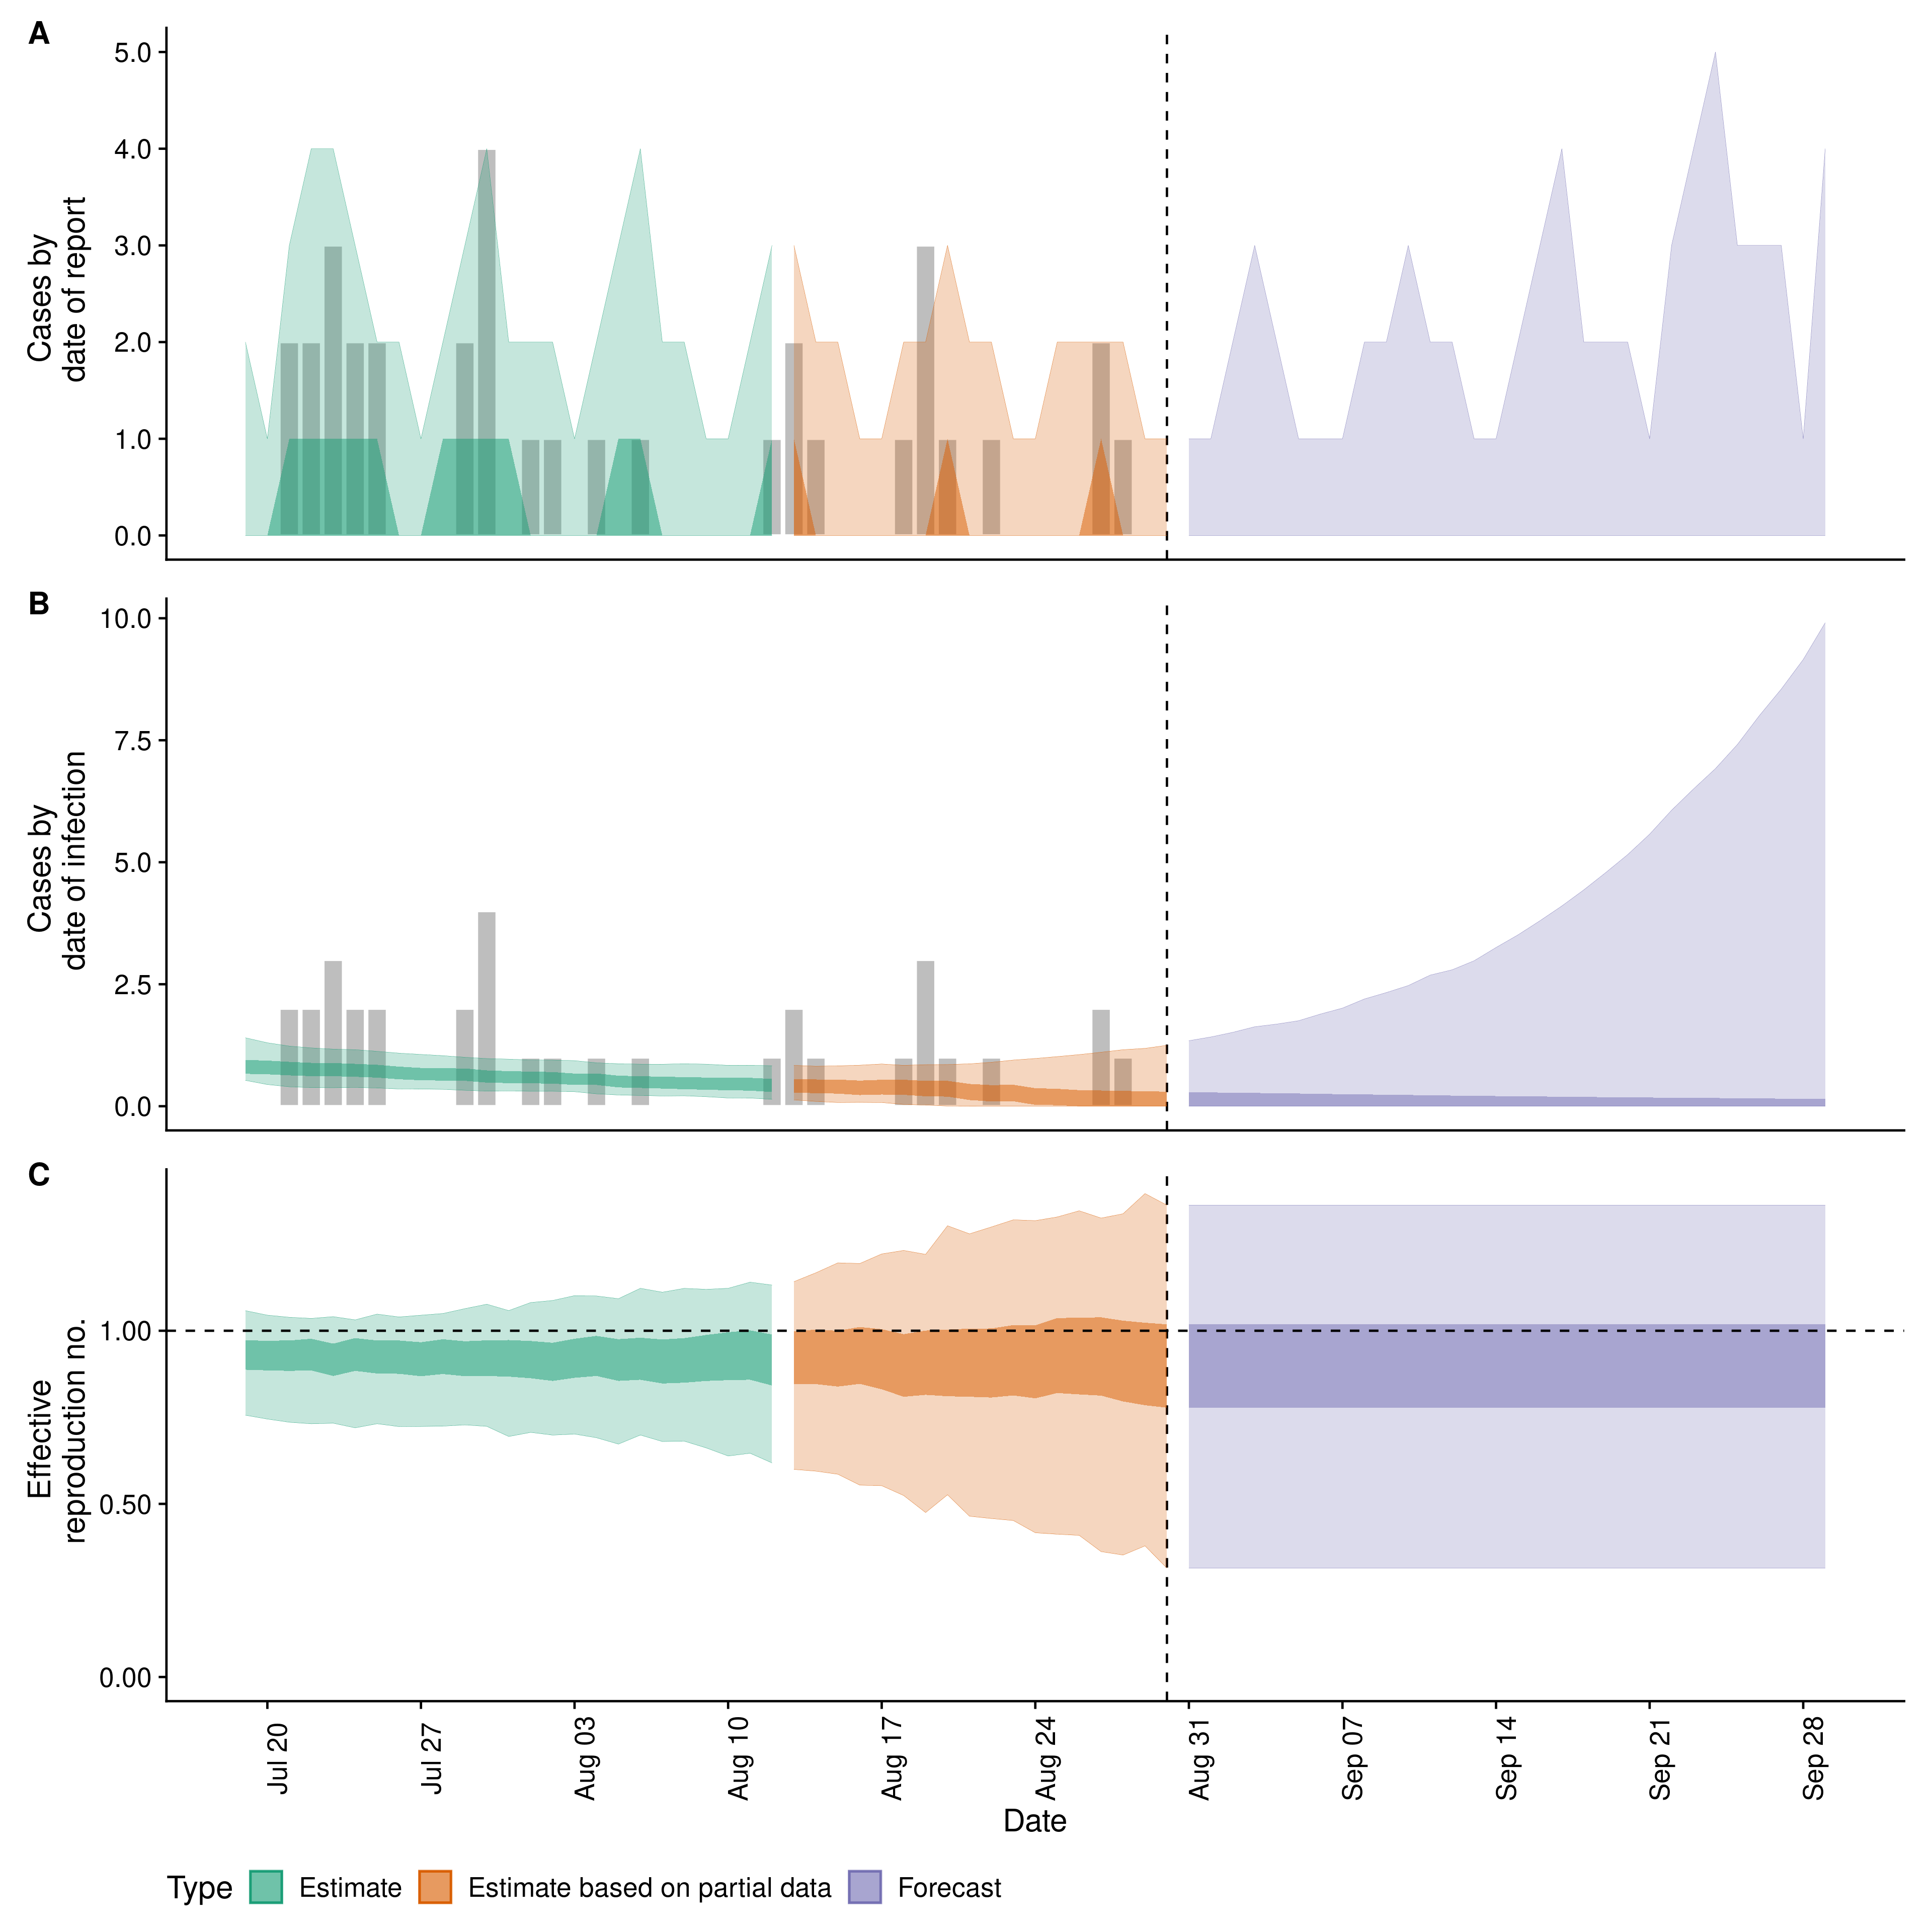 A
Cases by
date of report
5.0
4.0
3.0
2.0
1.0
0.0
B
Cases by
date of infection
10.0
7.5
5.0
2.5
0.0
C
Effective
reproduction no.
1.00
0.50
0.00
Jul 20
Jul 27
Aug 03
Aug 10
Aug 17
Aug 24
Aug 31
Sep 07
Sep 14
Sep 21
Sep 28
Date
Type Estimate Estimate based on partial data Forecast